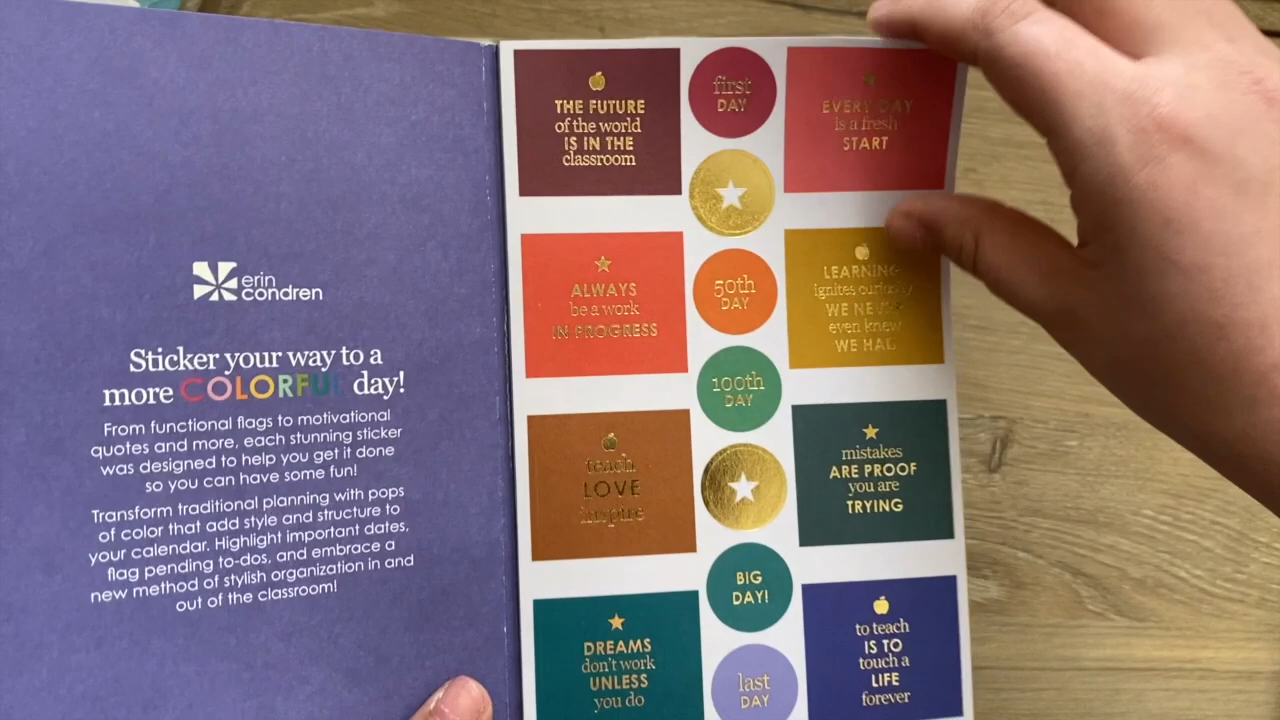 erin
condren
Sticker your way to a
more COLORFUL day!
From functional flags to motivational
quotes and more, each stunning sticker
was designed to help you get it done
so you can have some fun!
Transform traditional planning with pops
of color that add style and structure to
your calendar. Highlight important dates,
flag pending to-dos, and embrace a
new method of stylish organization in and
out of the classroom!
THE FUTURE
of the world
IS IN THE
classroom
first
DAY
EVERY DAY
is a fresh
START
ALWAYS
be a work
IN PROGRESS
50th
DAY
LEARNING
ignites curiosity
WE NEVER
even knew
WE HAD
100th
DAY
teach
LOVE
inspire
mistakes
ARE PROOF
you are
TRYING
BIG
DAY!
DREAMS
don't work
UNLESS
you do
last
DAY
to teach
IS TO
touch a
LIFE
forever